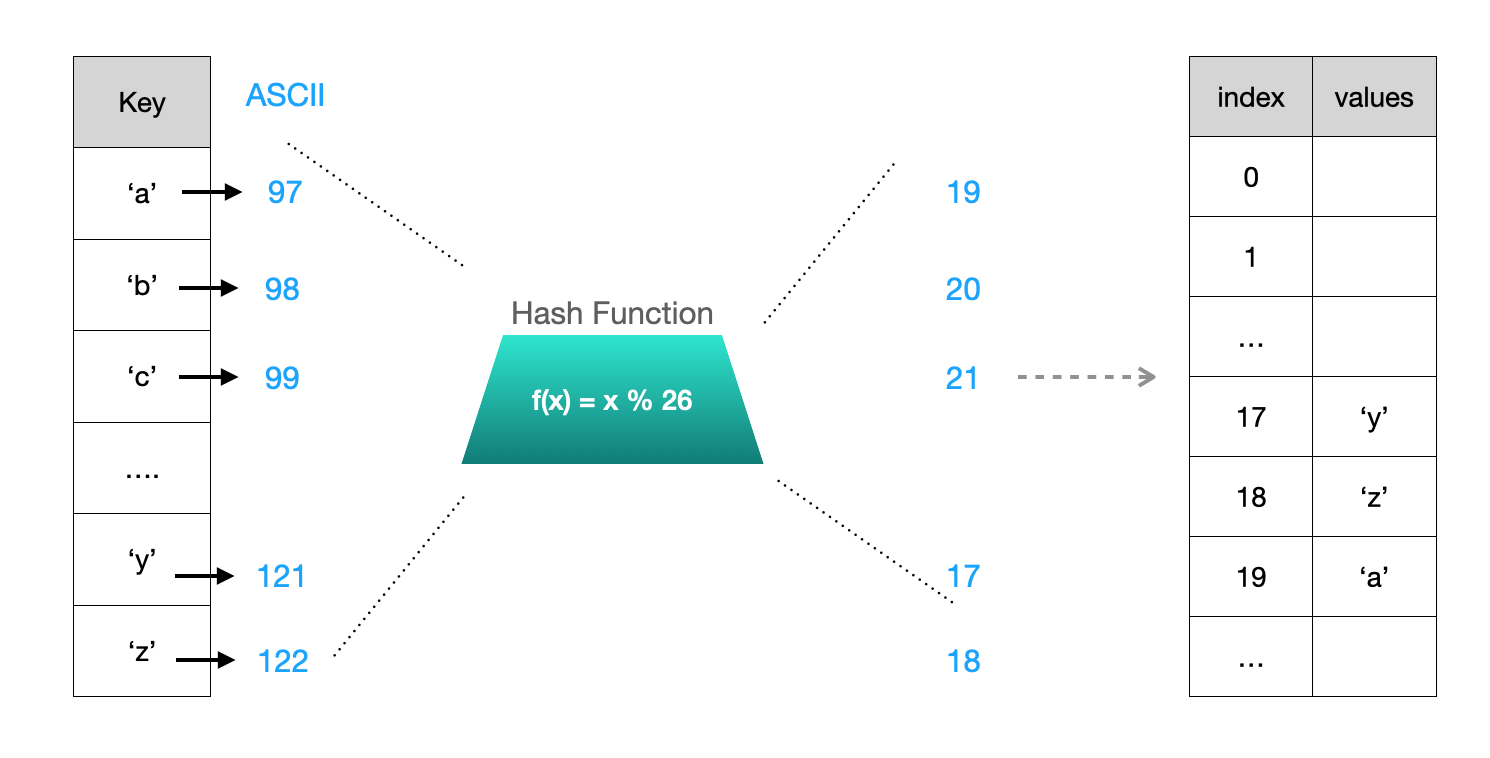 Key
ASCII
‘a’
97
‘b’
98
‘c’
99
....
‘y’
121
‘z’
122
Hash Function
f(x) = x % 26
19
20
21
17
18
index values
0
1
...
17 ‘y’
18 ‘z’
19 ‘a’
...